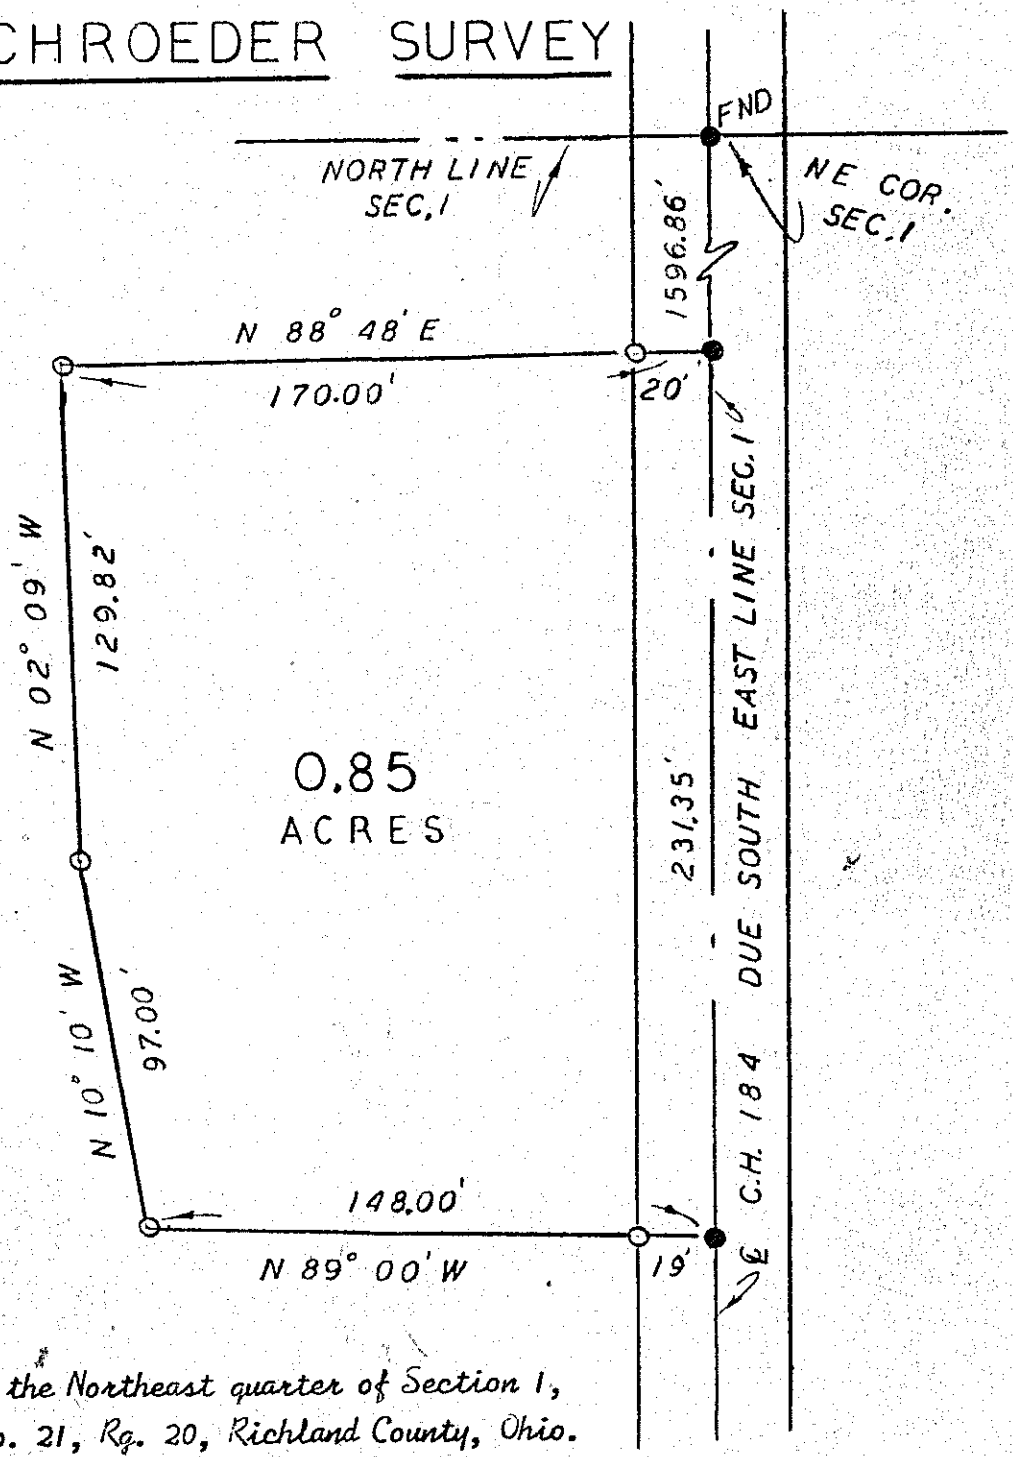 CHROEDER SURVEY
FND
NORTH LINE
SEC. 1
NE COR.
SEC. 1
1596.86'
N 88° 48' E
170.00'
20'
N 02° 09' W
129.82'
EAST LINE SEC. 1
0.85
ACRES
231.35'
C.H. 184 DUE SOUTH
N 10° 10' W
97.00'
148.00'
N 89° 00' W
19'
℄
the Northeast quarter of Section 1,
. 21, Rg. 20, Richland County, Ohio.